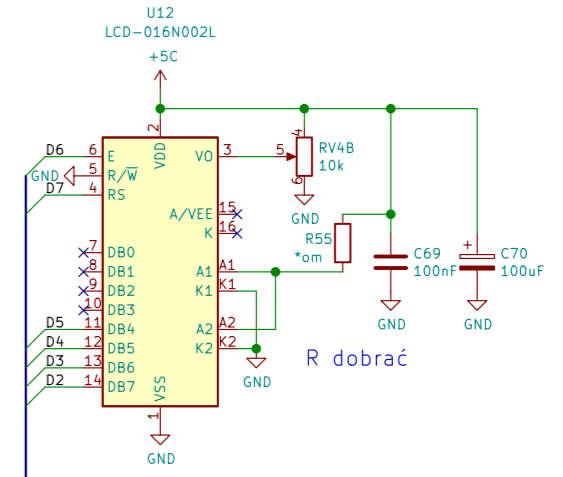 U12
LCD-016N002L
+5C
2
VDD
D6
6
E
VO
3
5
4
6
RV4B
10k
GND
GND
5
R/W̅
D7
4
RS
A/VEE
15
K
16
R55
*om
7
DB0
8
DB1
9
DB2
10
DB3
A1
A1
K1
K1
C69
100nF
+
C70
100uF
D5
11
DB4
A2
A2
D4
12
DB5
K2
K2
GND
GND
GND
R dobrać
D3
13
DB6
D2
14
DB7
VSS
1
GND